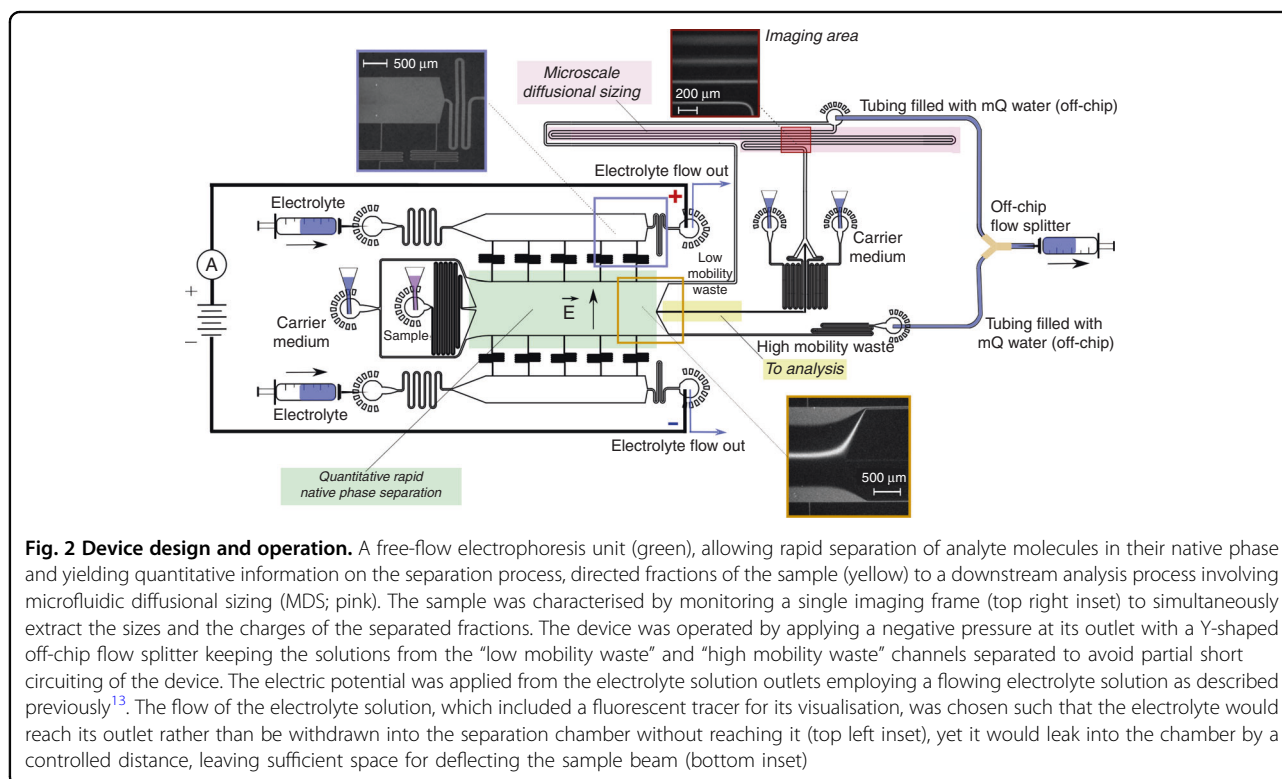 500 µm
Imaging area
200 µm
Microscale
diffusional sizing
Tubing filled with mQ water (off-chip)
Electrolyte flow out
Electrolyte
+
A
+
–
Low
mobility
waste
Carrier
medium
Off-chip
flow splitter
E
Carrier
medium
Sample
High mobility waste
Tubing filled with
mQ water (off-chip)
To analysis
Electrolyte
–
Electrolyte flow out
Quantitative rapid
native phase separation
500 µm
Fig. 2 Device design and operation. A free-flow electrophoresis unit (green), allowing rapid separation of analyte molecules in their native phase
and yielding quantitative information on the separation process, directed fractions of the sample (yellow) to a downstream analysis process involving
microfluidic diffusional sizing (MDS; pink). The sample was characterised by monitoring a single imaging frame (top right inset) to simultaneously
extract the sizes and the charges of the separated fractions. The device was operated by applying a negative pressure at its outlet with a Y-shaped
off-chip flow splitter keeping the solutions from the “low mobility waste” and “high mobility waste” channels separated to avoid partial short
circuiting of the device. The electric potential was applied from the electrolyte solution outlets employing a flowing electrolyte solution as described
previously13. The flow of the electrolyte solution, which included a fluorescent tracer for its visualisation, was chosen such that the electrolyte would
reach its outlet rather than be withdrawn into the separation chamber without reaching it (top left inset), yet it would leak into the chamber by a
controlled distance, leaving sufficient space for deflecting the sample beam (bottom inset)